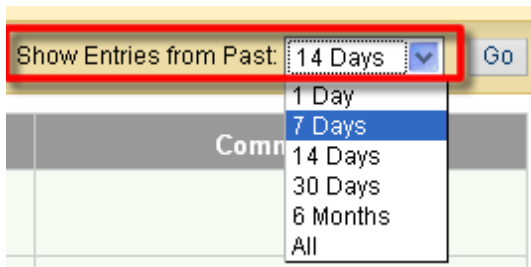 Show Entries from Past: 14 Days Go
1 Day
7 Days
14 Days
30 Days
6 Months
All